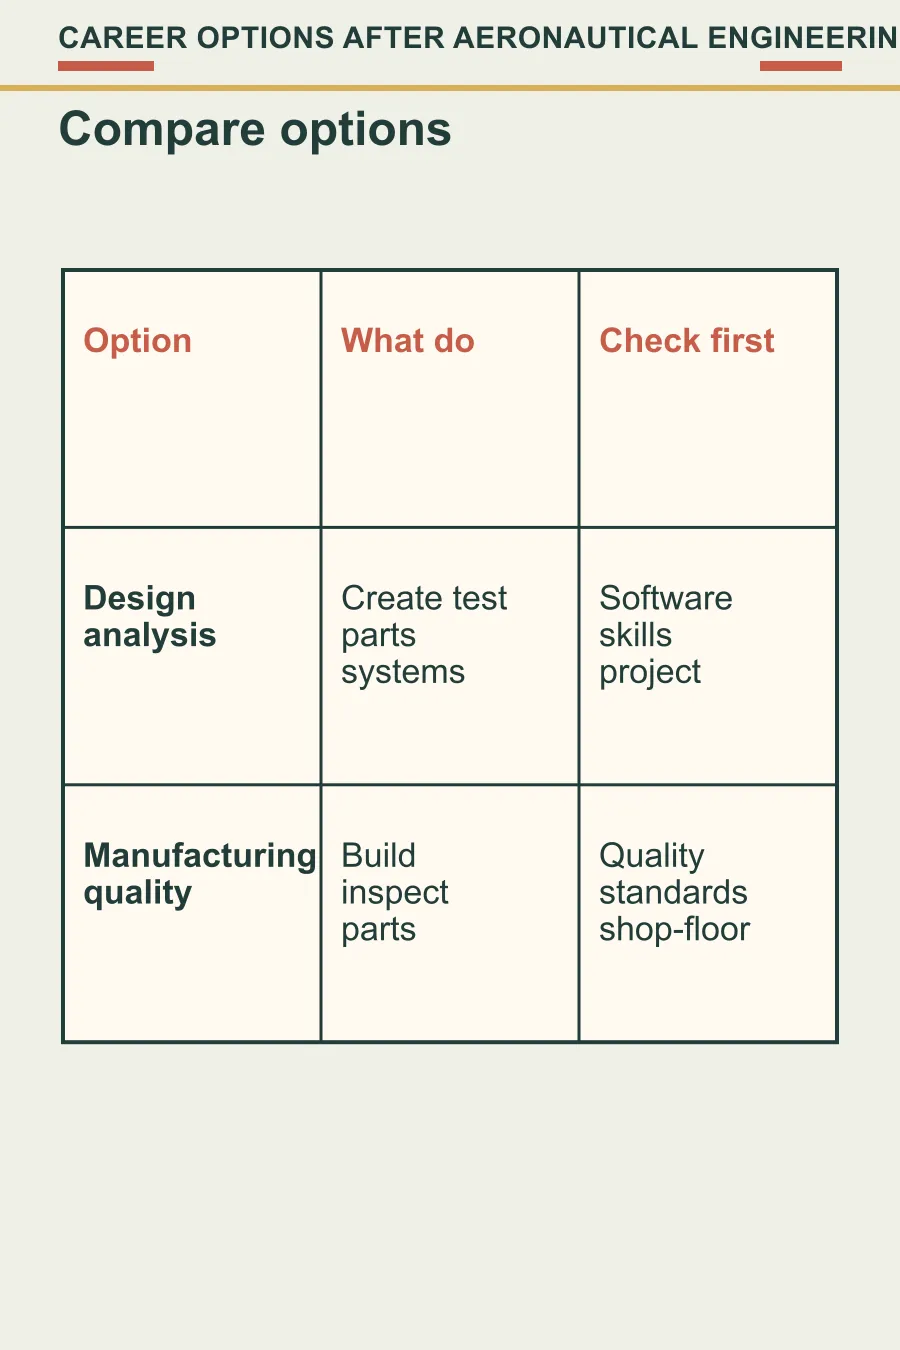 CAREER OPTIONS AFTER AERONAUTICAL ENGINEERIN
Compare options
Option
What do
Check first
Design
analysis
Create test
parts
systems
Software
skills
project
Manufacturing
quality
Build
inspect
parts
Quality
standards
shop-floor